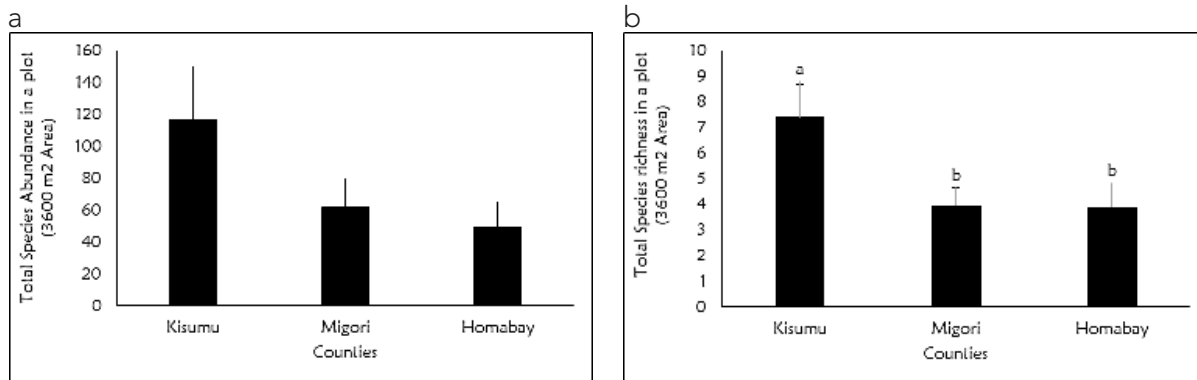 a
Total Species Abundance in a plot
(3600 m2 Area)
160
140
120
100
80
60
40
20
0
Kisumu
Migori
Homabay
Counties
b
Total Species richness in a plot
(3600 m2 Area)
10
9
8
7
6
5
4
3
2
1
0
a
b
b
Kisumu
Migori
Homabay
Counties